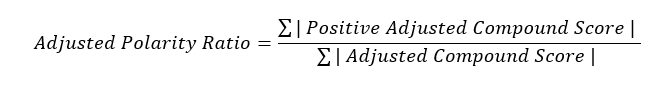 Adjusted Polarity Ratio = ∑ | Positive Adjusted Compound Score | / ∑ | Adjusted Compound Score |